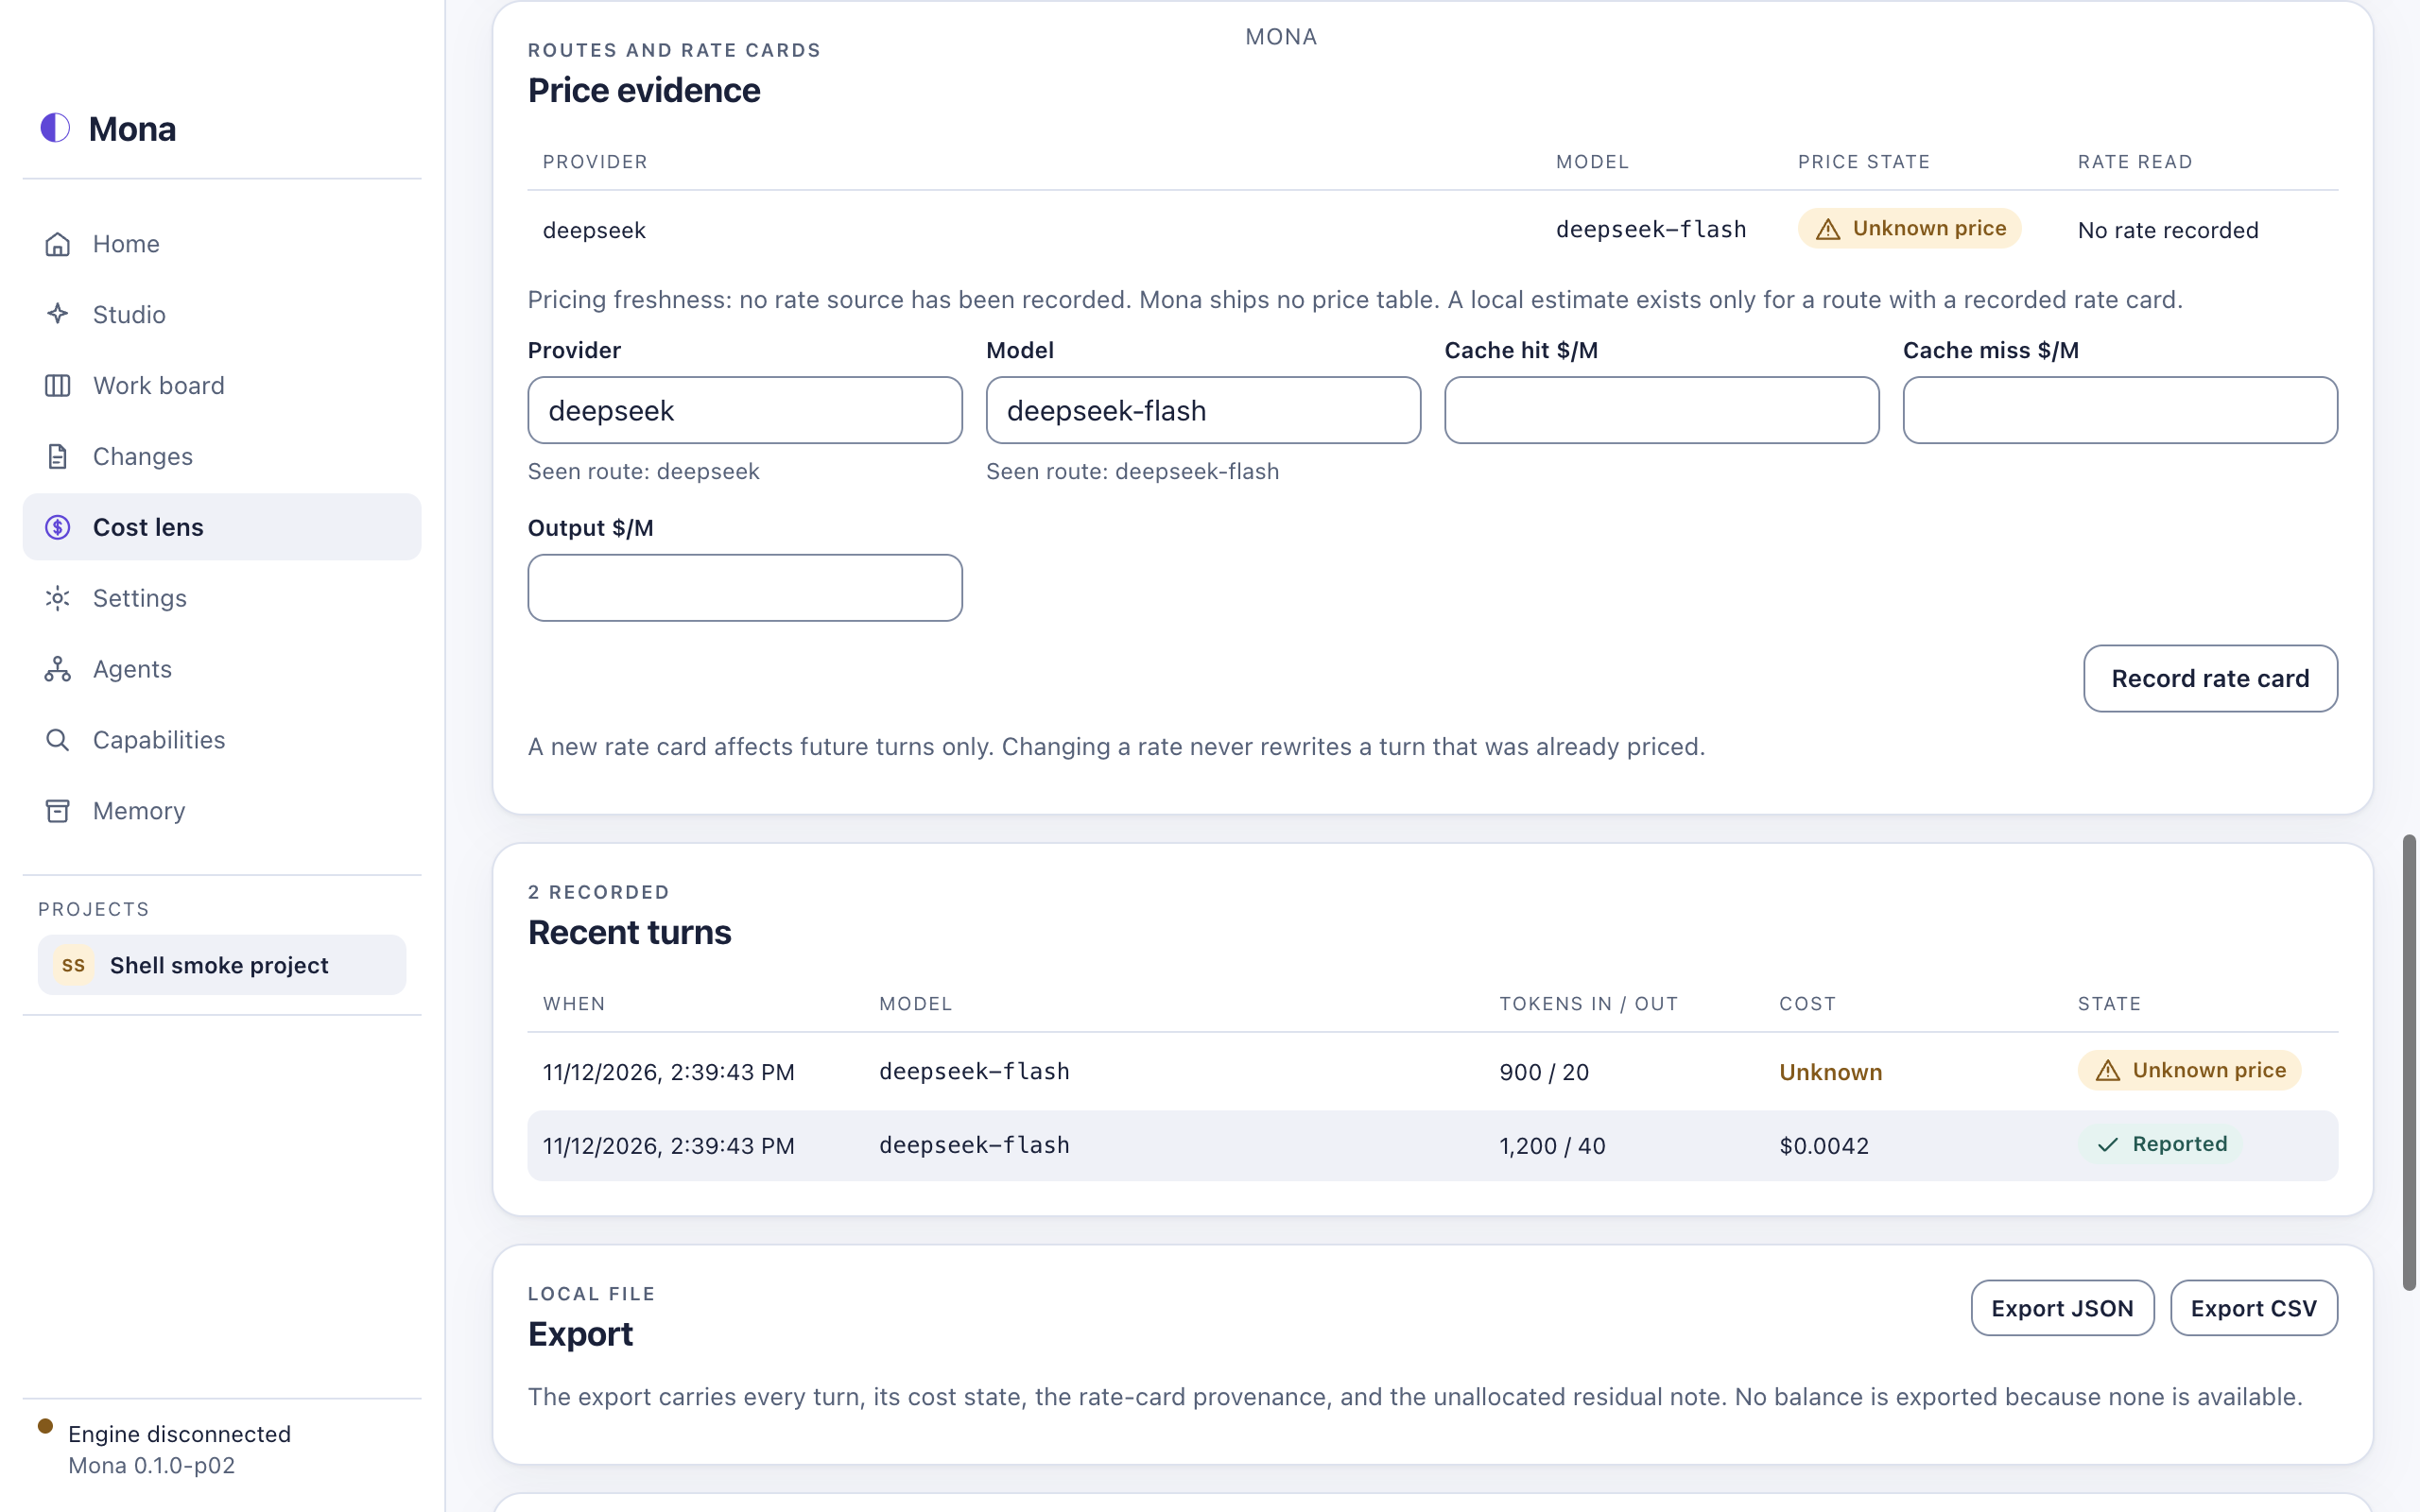 Mona
Home
Studio
Work board
Changes
Cost lens
Settings
Agents
Capabilities
Memory
PROJECTS
SS Shell smoke project
Engine disconnected
Mona 0.1.0-p02
MONA
ROUTES AND RATE CARDS
Price evidence
PROVIDER MODEL PRICE STATE RATE READ
deepseek deepseek-flash Unknown price No rate recorded
Pricing freshness: no rate source has been recorded. Mona ships no price table. A local estimate exists only for a route with a recorded rate card.
Provider Model Cache hit $/M Cache miss $/M
deepseek deepseek-flash
Seen route: deepseek Seen route: deepseek-flash
Output $/M
Record rate card
A new rate card affects future turns only. Changing a rate never rewrites a turn that was already priced.
2 RECORDED
Recent turns
WHEN MODEL TOKENS IN / OUT COST STATE
11/12/2026, 2:39:43 PM deepseek-flash 900 / 20 Unknown Unknown price
11/12/2026, 2:39:43 PM deepseek-flash 1,200 / 40 $0.0042 Reported
LOCAL FILE
Export
Export JSON Export CSV
The export carries every turn, its cost state, the rate-card provenance, and the unallocated residual note. No balance is exported because none is available.